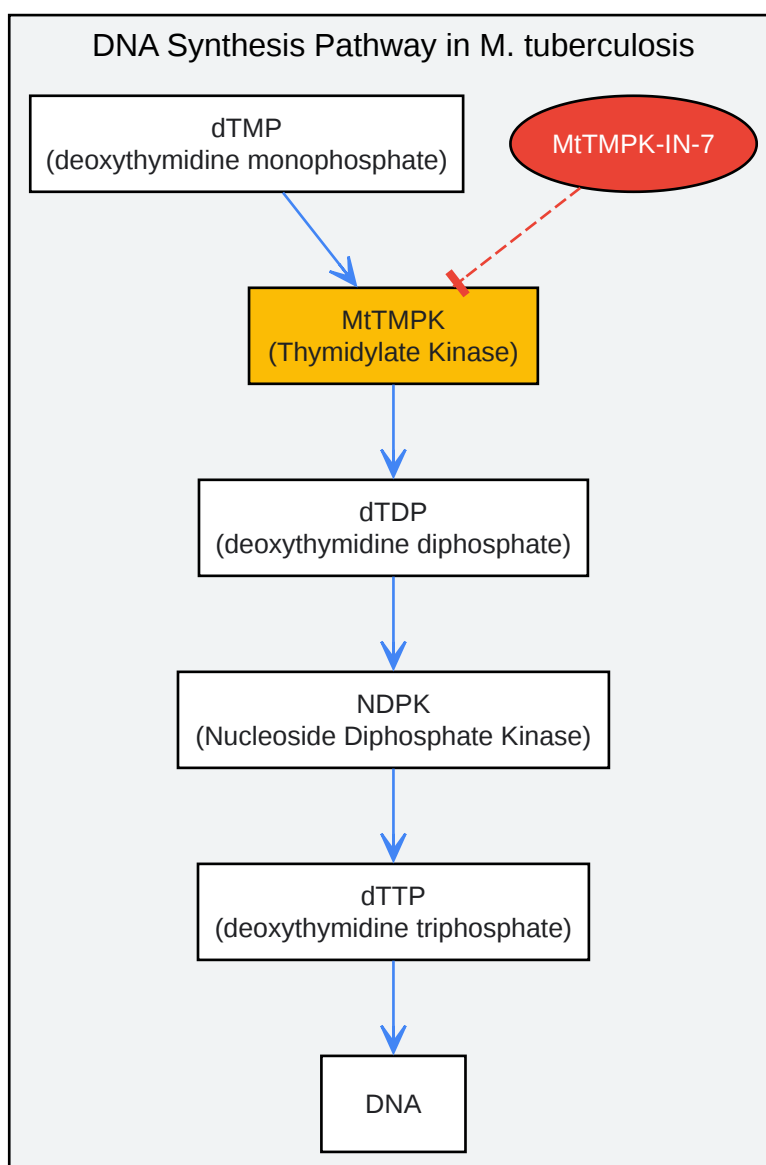 DNA Synthesis Pathway in M. tuberculosis
dTMP
(deoxythymidine monophosphate)
MtTMPK-IN-7
MtTMPK
(Thymidylate Kinase)
dTDP
(deoxythymidine diphosphate)
NDPK
(Nucleoside Diphosphate Kinase)
dTTP
(deoxythymidine triphosphate)
DNA